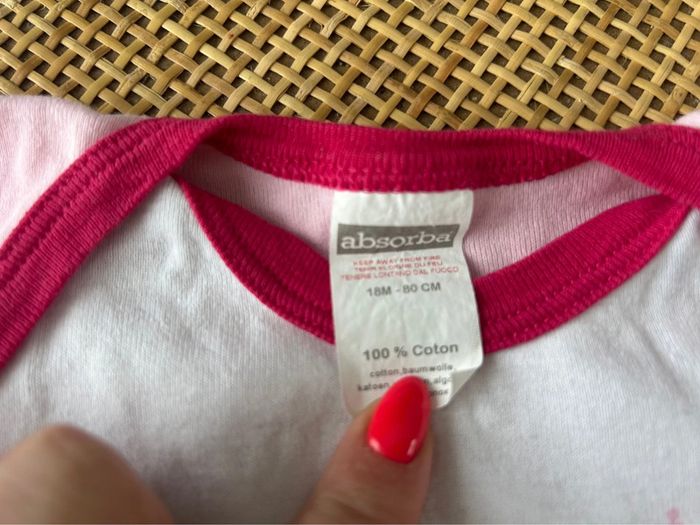 absorba
KEEP AWAY FROM FIRE
TENIR ELOIGNE DU FEU
TENERE LONTANO DAL FUOCO
18M - 80 CM
100 % Coton
cotton,baumwolle
katoen,